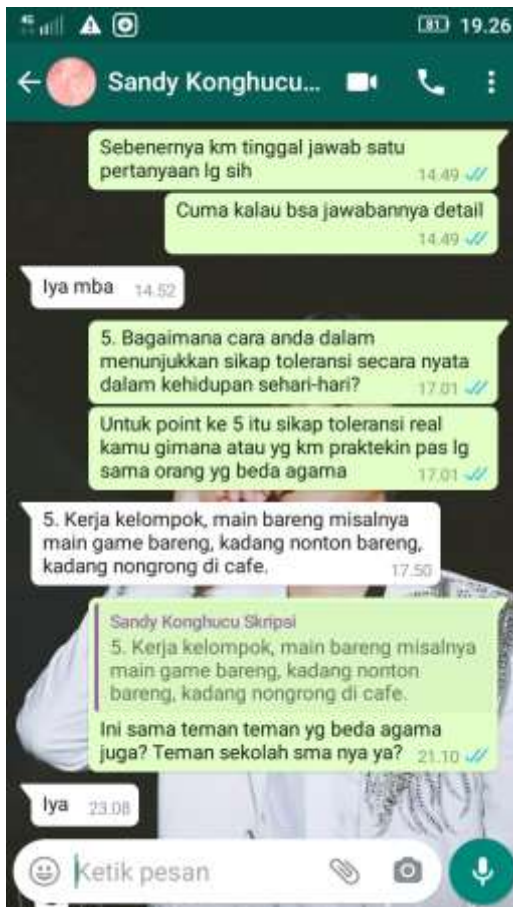 4G 81 19.26
Sandy Konghucu...
Sebenernya km tinggal jawab satu
pertanyaan lg sih
14.49
Cuma kalau bsa jawabannya detail
14.49
Iya mba 14.52
5. Bagaimana cara anda dalam
menunjukkan sikap toleransi secara nyata
dalam kehidupan sehari-hari? 17.01
Untuk point ke 5 itu sikap toleransi real
kamu gimana atau yg km praktekin pas lg
sama orang yg beda agama 17.01
5. Kerja kelompok, main bareng misalnya
main game bareng, kadang nonton bareng,
kadang nongrong di cafe. 17.50
Sandy Konghucu Skripsi
5. Kerja kelompok, main bareng misalnya
main game bareng, kadang nonton
bareng, kadang nongrong di cafe.
Ini sama teman teman yg beda agama
juga? Teman sekolah sma nya ya? 21.10
Iya 23.08
Ketik pesan